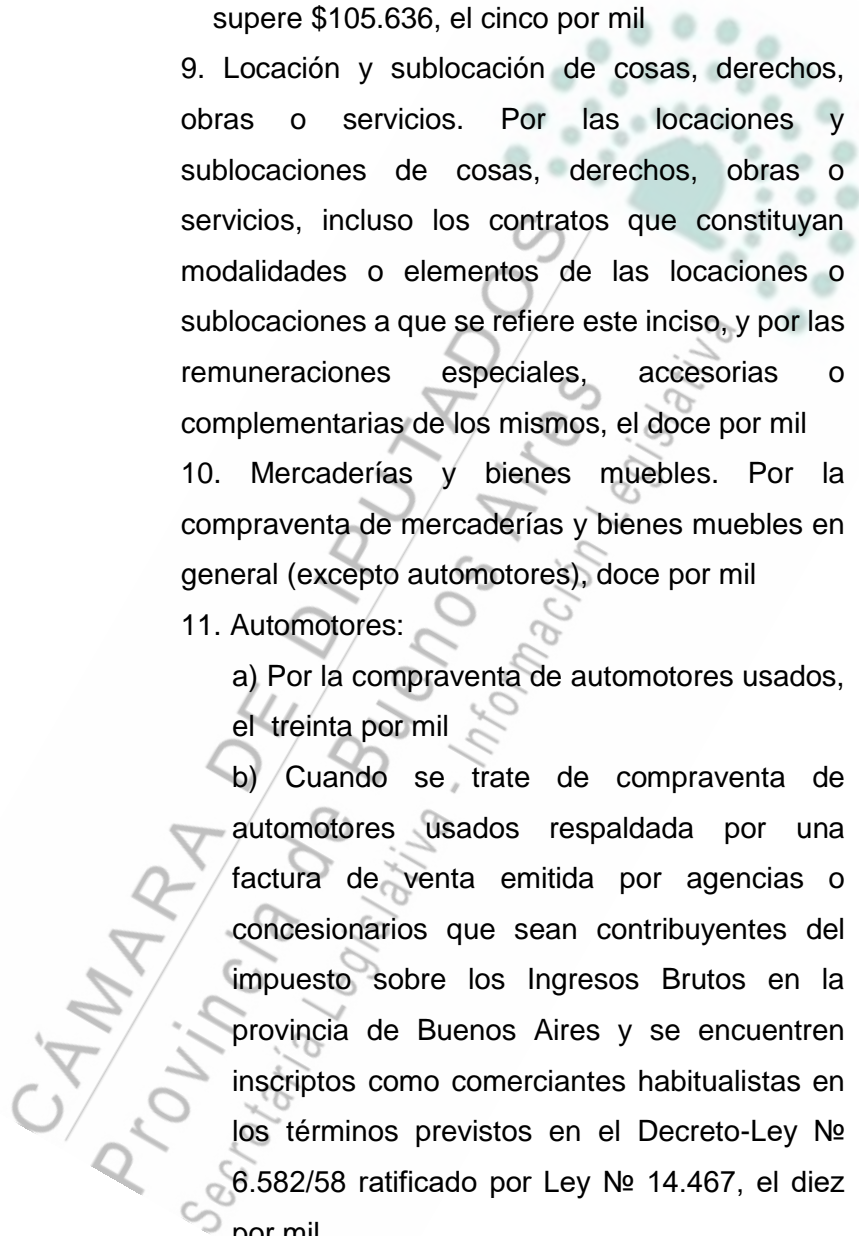 supere $105.636, el cinco por mil
9. Locación y sublocación de cosas, derechos,
obras o servicios. Por las locaciones y
sublocaciones de cosas, derechos, obras o
servicios, incluso los contratos que constituyan
modalidades o elementos de las locaciones o
sublocaciones a que se refiere este inciso, y por las
remuneraciones especiales, accesorias o
complementarias de los mismos, el doce por mil
10. Mercaderías y bienes muebles. Por la
compraventa de mercaderías y bienes muebles en
general (excepto automotores), doce por mil
11. Automotores:
a) Por la compraventa de automotores usados,
el treinta por mil
b) Cuando se trate de compraventa de
automotores usados respaldada por una
factura de venta emitida por agencias o
concesionarios que sean contribuyentes del
impuesto sobre los Ingresos Brutos en la
provincia de Buenos Aires y se encuentren
inscriptos como comerciantes habitualistas en
los términos previstos en el Decreto-Ley №
6.582/58 ratificado por Ley № 14.467, el diez
por mil
CÁMARA DE DIPUTADOS
Provincia de Buenos Aires
Secretaría Legislativa - Información Legislativa